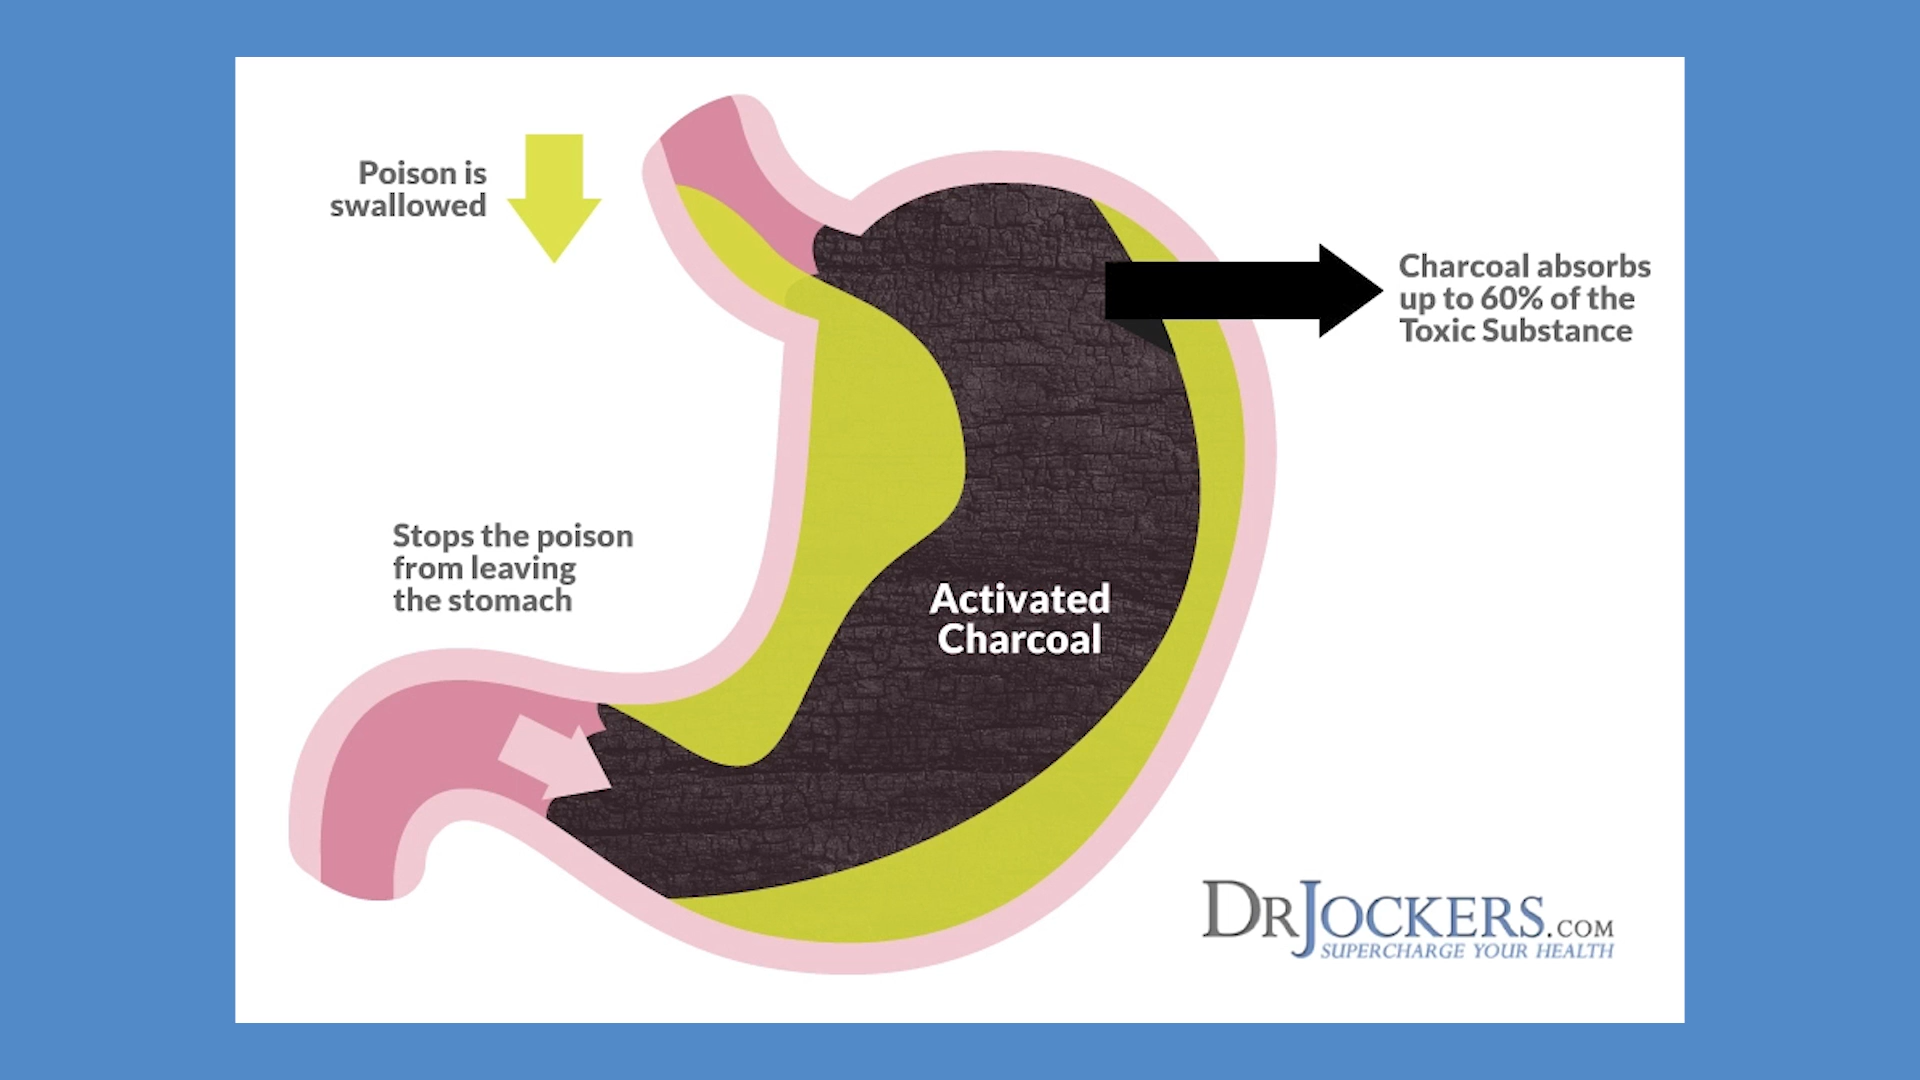 Poison is
swallowed
Charcoal absorbs
up to 60% of the
Toxic Substance
Stops the poison
from leaving
the stomach
Activated
Charcoal
DRJOCKERS.COM
SUPERCHARGE YOUR HEALTH